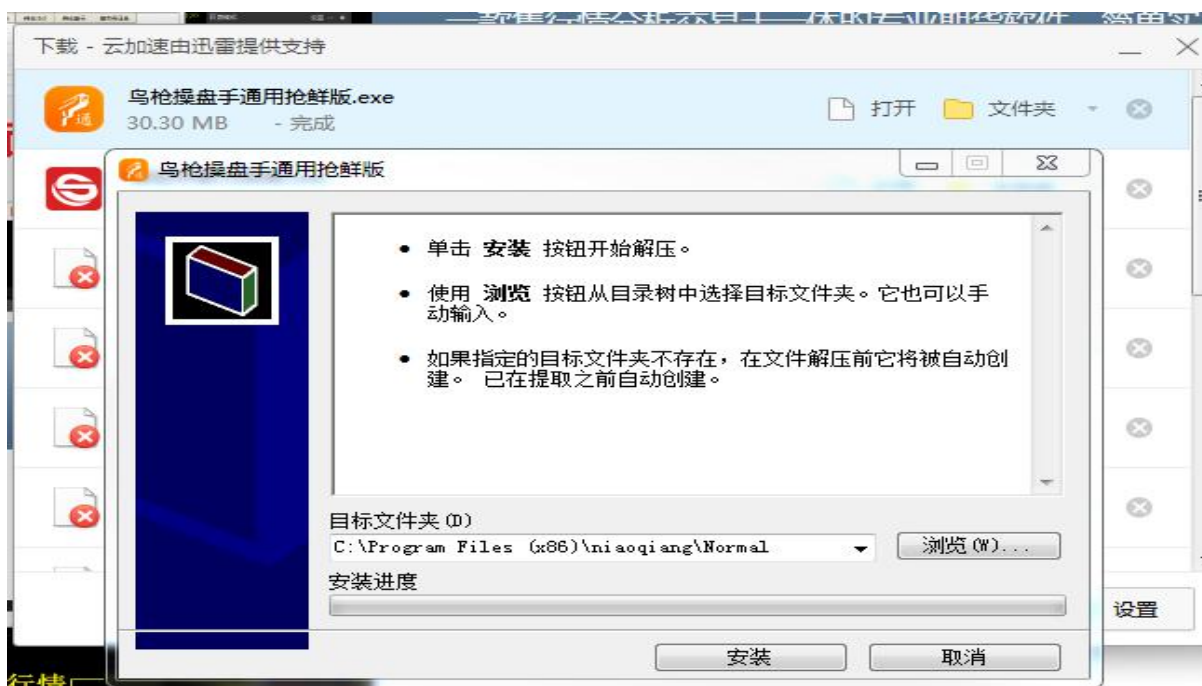 下载 - 云加速由迅雷提供支持
鸟枪操盘手通用抢鲜版.exe
打开
文件夹
30.30 MB - 完成
鸟枪操盘手通用抢鲜版
• 单击 安装 按钮开始解压。
• 使用 浏览 按钮从目录树中选择目标文件夹。它也可以手
动输入。
• 如果指定的目标文件夹不存在，在文件解压前它将被自动创
建。 已在提取之前自动创建。
目标文件夹(D)
C:\Program Files (x86)\niaoqiang\Normal
浏览(W)...
安装进度
设置
安装
取消
行情